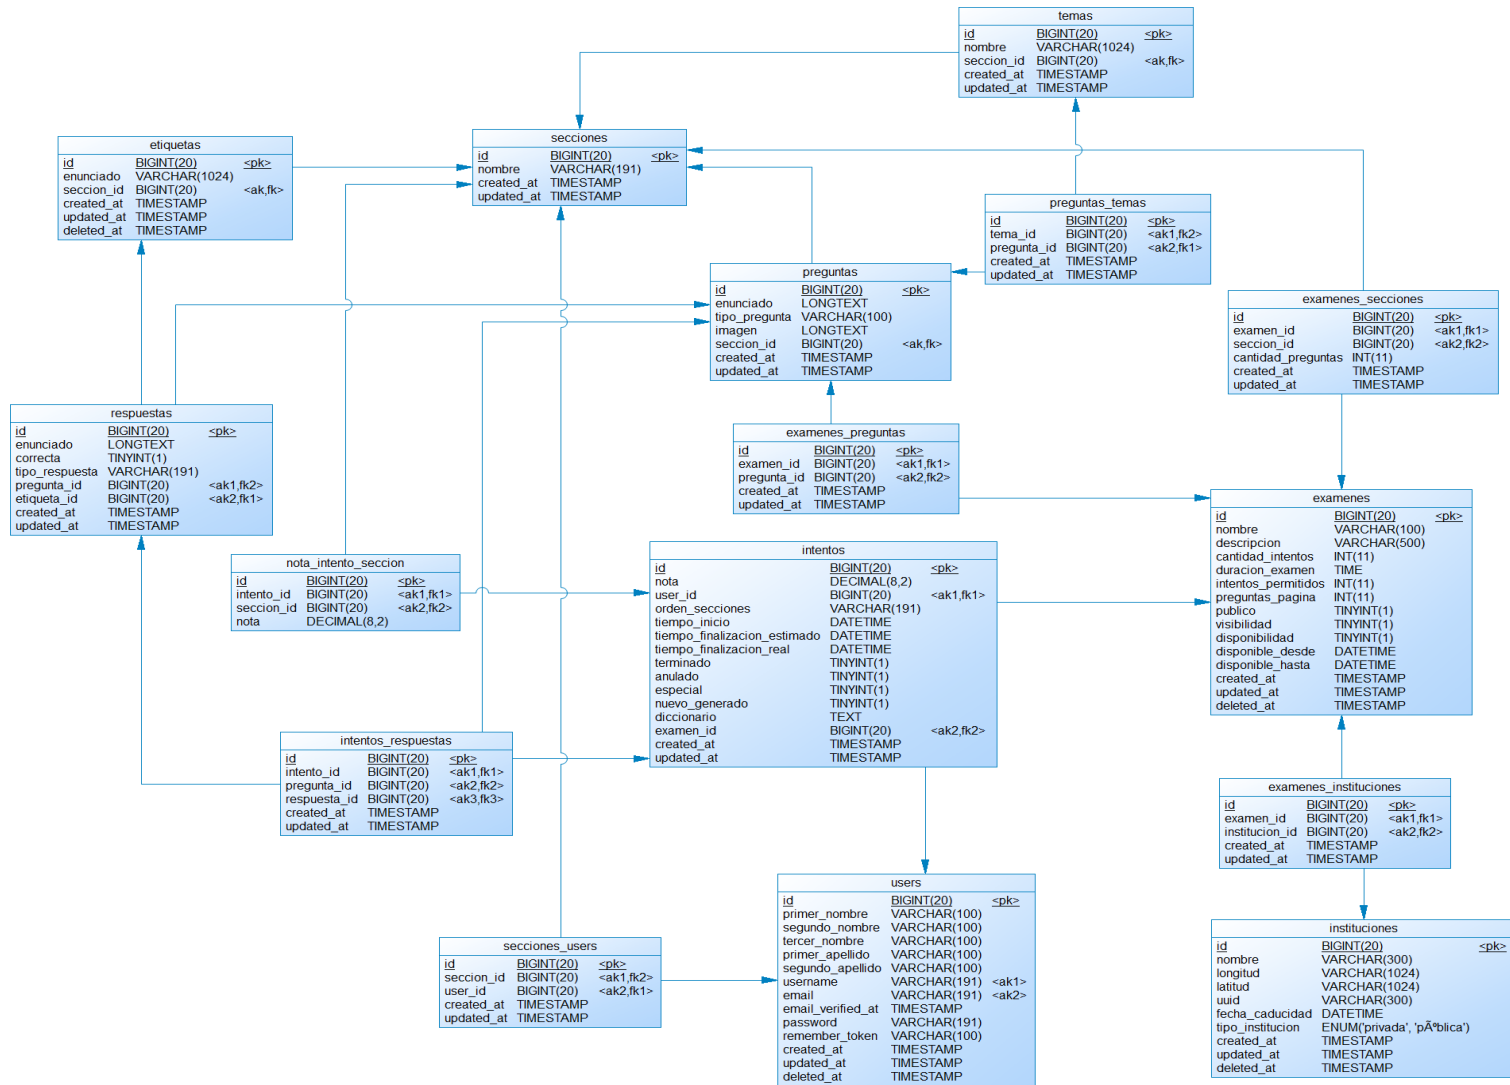 temas
id BIGINT(20) <pk>
nombre VARCHAR(1024)
seccion_id BIGINT(20) <ak,fk>
created_at TIMESTAMP
updated_at TIMESTAMP
etiquetas
id BIGINT(20) <pk>
enunciado VARCHAR(1024)
seccion_id BIGINT(20) <ak,fk>
created_at TIMESTAMP
updated_at TIMESTAMP
deleted_at TIMESTAMP
secciones
id BIGINT(20) <pk>
nombre VARCHAR(191)
created_at TIMESTAMP
updated_at TIMESTAMP
preguntas_temas
id BIGINT(20) <pk>
tema_id BIGINT(20) <ak1,fk2>
pregunta_id BIGINT(20) <ak2,fk1>
created_at TIMESTAMP
updated_at TIMESTAMP
preguntas
id BIGINT(20) <pk>
enunciado LONGTEXT
tipo_pregunta VARCHAR(100)
imagen LONGTEXT
seccion_id BIGINT(20) <ak,fk>
created_at TIMESTAMP
updated_at TIMESTAMP
examenes_secciones
id BIGINT(20) <pk>
examen_id BIGINT(20) <ak1,fk1>
seccion_id BIGINT(20) <ak2,fk2>
cantidad_preguntas INT(11)
created_at TIMESTAMP
updated_at TIMESTAMP
respuestas
id BIGINT(20) <pk>
enunciado LONGTEXT
correcta TINYINT(1)
tipo_respuesta VARCHAR(191)
pregunta_id BIGINT(20) <ak1,fk2>
etiqueta_id BIGINT(20) <ak2,fk1>
created_at TIMESTAMP
updated_at TIMESTAMP
examenes_preguntas
id BIGINT(20) <pk>
examen_id BIGINT(20) <ak1,fk1>
pregunta_id BIGINT(20) <ak2,fk2>
created_at TIMESTAMP
updated_at TIMESTAMP
examenes
id BIGINT(20) <pk>
nombre VARCHAR(100)
descripcion VARCHAR(500)
cantidad_intentos INT(11)
duracion_examen TIME
intentos_permitidos INT(11)
preguntas_pagina INT(11)
publico TINYINT(1)
visibilidad TINYINT(1)
disponibilidad TINYINT(1)
disponible_desde DATETIME
disponible_hasta DATETIME
created_at TIMESTAMP
updated_at TIMESTAMP
deleted_at TIMESTAMP
nota_intento_seccion
id BIGINT(20) <pk>
intento_id BIGINT(20) <ak1,fk1>
seccion_id BIGINT(20) <ak2,fk2>
nota DECIMAL(8,2)
intentos
id BIGINT(20) <pk>
nota DECIMAL(8,2)
user_id BIGINT(20) <ak1,fk1>
orden_secciones VARCHAR(191)
tiempo_inicio DATETIME
tiempo_finalizacion_estimado DATETIME
tiempo_finalizacion_real DATETIME
terminado TINYINT(1)
anulado TINYINT(1)
especial TINYINT(1)
nuevo_generado TINYINT(1)
diccionario TEXT
examen_id BIGINT(20) <ak2,fk2>
created_at TIMESTAMP
updated_at TIMESTAMP
intentos_respuestas
id BIGINT(20) <pk>
intento_id BIGINT(20) <ak1,fk1>
pregunta_id BIGINT(20) <ak2,fk2>
respuesta_id BIGINT(20) <ak3,fk3>
created_at TIMESTAMP
updated_at TIMESTAMP
examenes_instituciones
id BIGINT(20) <pk>
examen_id BIGINT(20) <ak1,fk1>
institucion_id BIGINT(20) <ak2,fk2>
created_at TIMESTAMP
updated_at TIMESTAMP
users
id BIGINT(20) <pk>
primer_nombre VARCHAR(100)
segundo_nombre VARCHAR(100)
tercer_nombre VARCHAR(100)
primer_apellido VARCHAR(100)
segundo_apellido VARCHAR(100)
username VARCHAR(191) <ak1>
email VARCHAR(191) <ak2>
email_verified_at TIMESTAMP
password VARCHAR(191)
remember_token VARCHAR(100)
created_at TIMESTAMP
updated_at TIMESTAMP
deleted_at TIMESTAMP
secciones_users
id BIGINT(20) <pk>
seccion_id BIGINT(20) <ak1,fk2>
user_id BIGINT(20) <ak2,fk1>
created_at TIMESTAMP
updated_at TIMESTAMP
instituciones
id BIGINT(20) <pk>
nombre VARCHAR(300)
longitud VARCHAR(1024)
latitud VARCHAR(1024)
uuid VARCHAR(300)
fecha_caducidad DATETIME
tipo_institucion ENUM('privada', 'pÃºblica')
created_at TIMESTAMP
updated_at TIMESTAMP
deleted_at TIMESTAMP